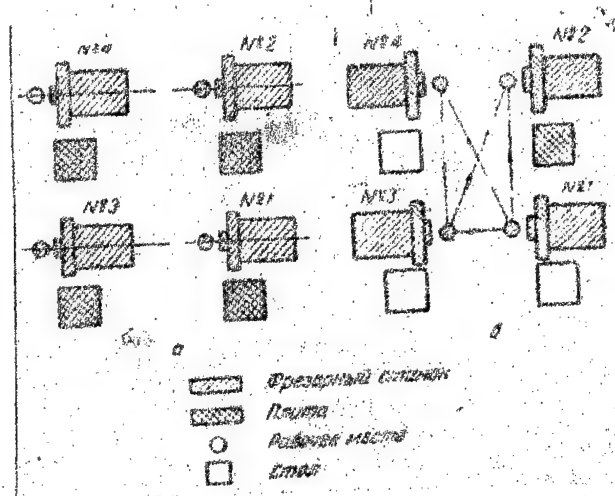 №4 №2 №4 №2
№3 №1 №3 №1
а б
Фрезерный станок
Плита
Рабочее место
Стол